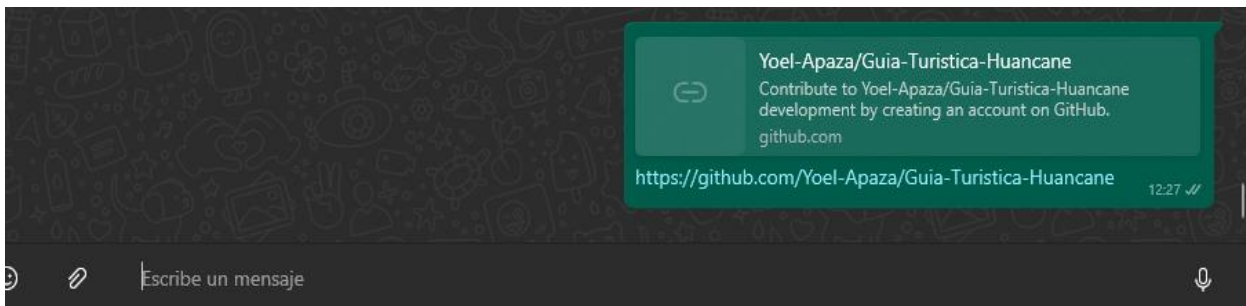 Yoel-Apaza/Guia-Turistica-Huancane
Contribute to Yoel-Apaza/Guia-Turistica-Huancane
development by creating an account on GitHub.
github.com
https://github.com/Yoel-Apaza/Guia-Turistica-Huancane
12:27
Escribe un mensaje